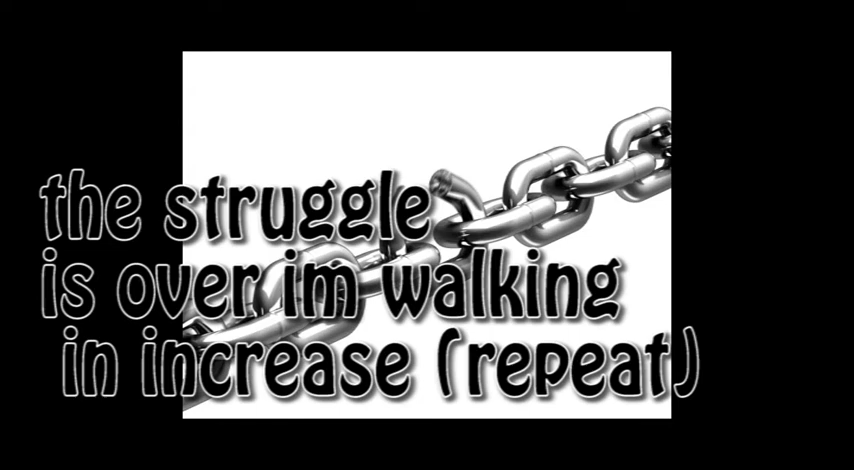 the struggle
is over im walking
in increase (repeat)